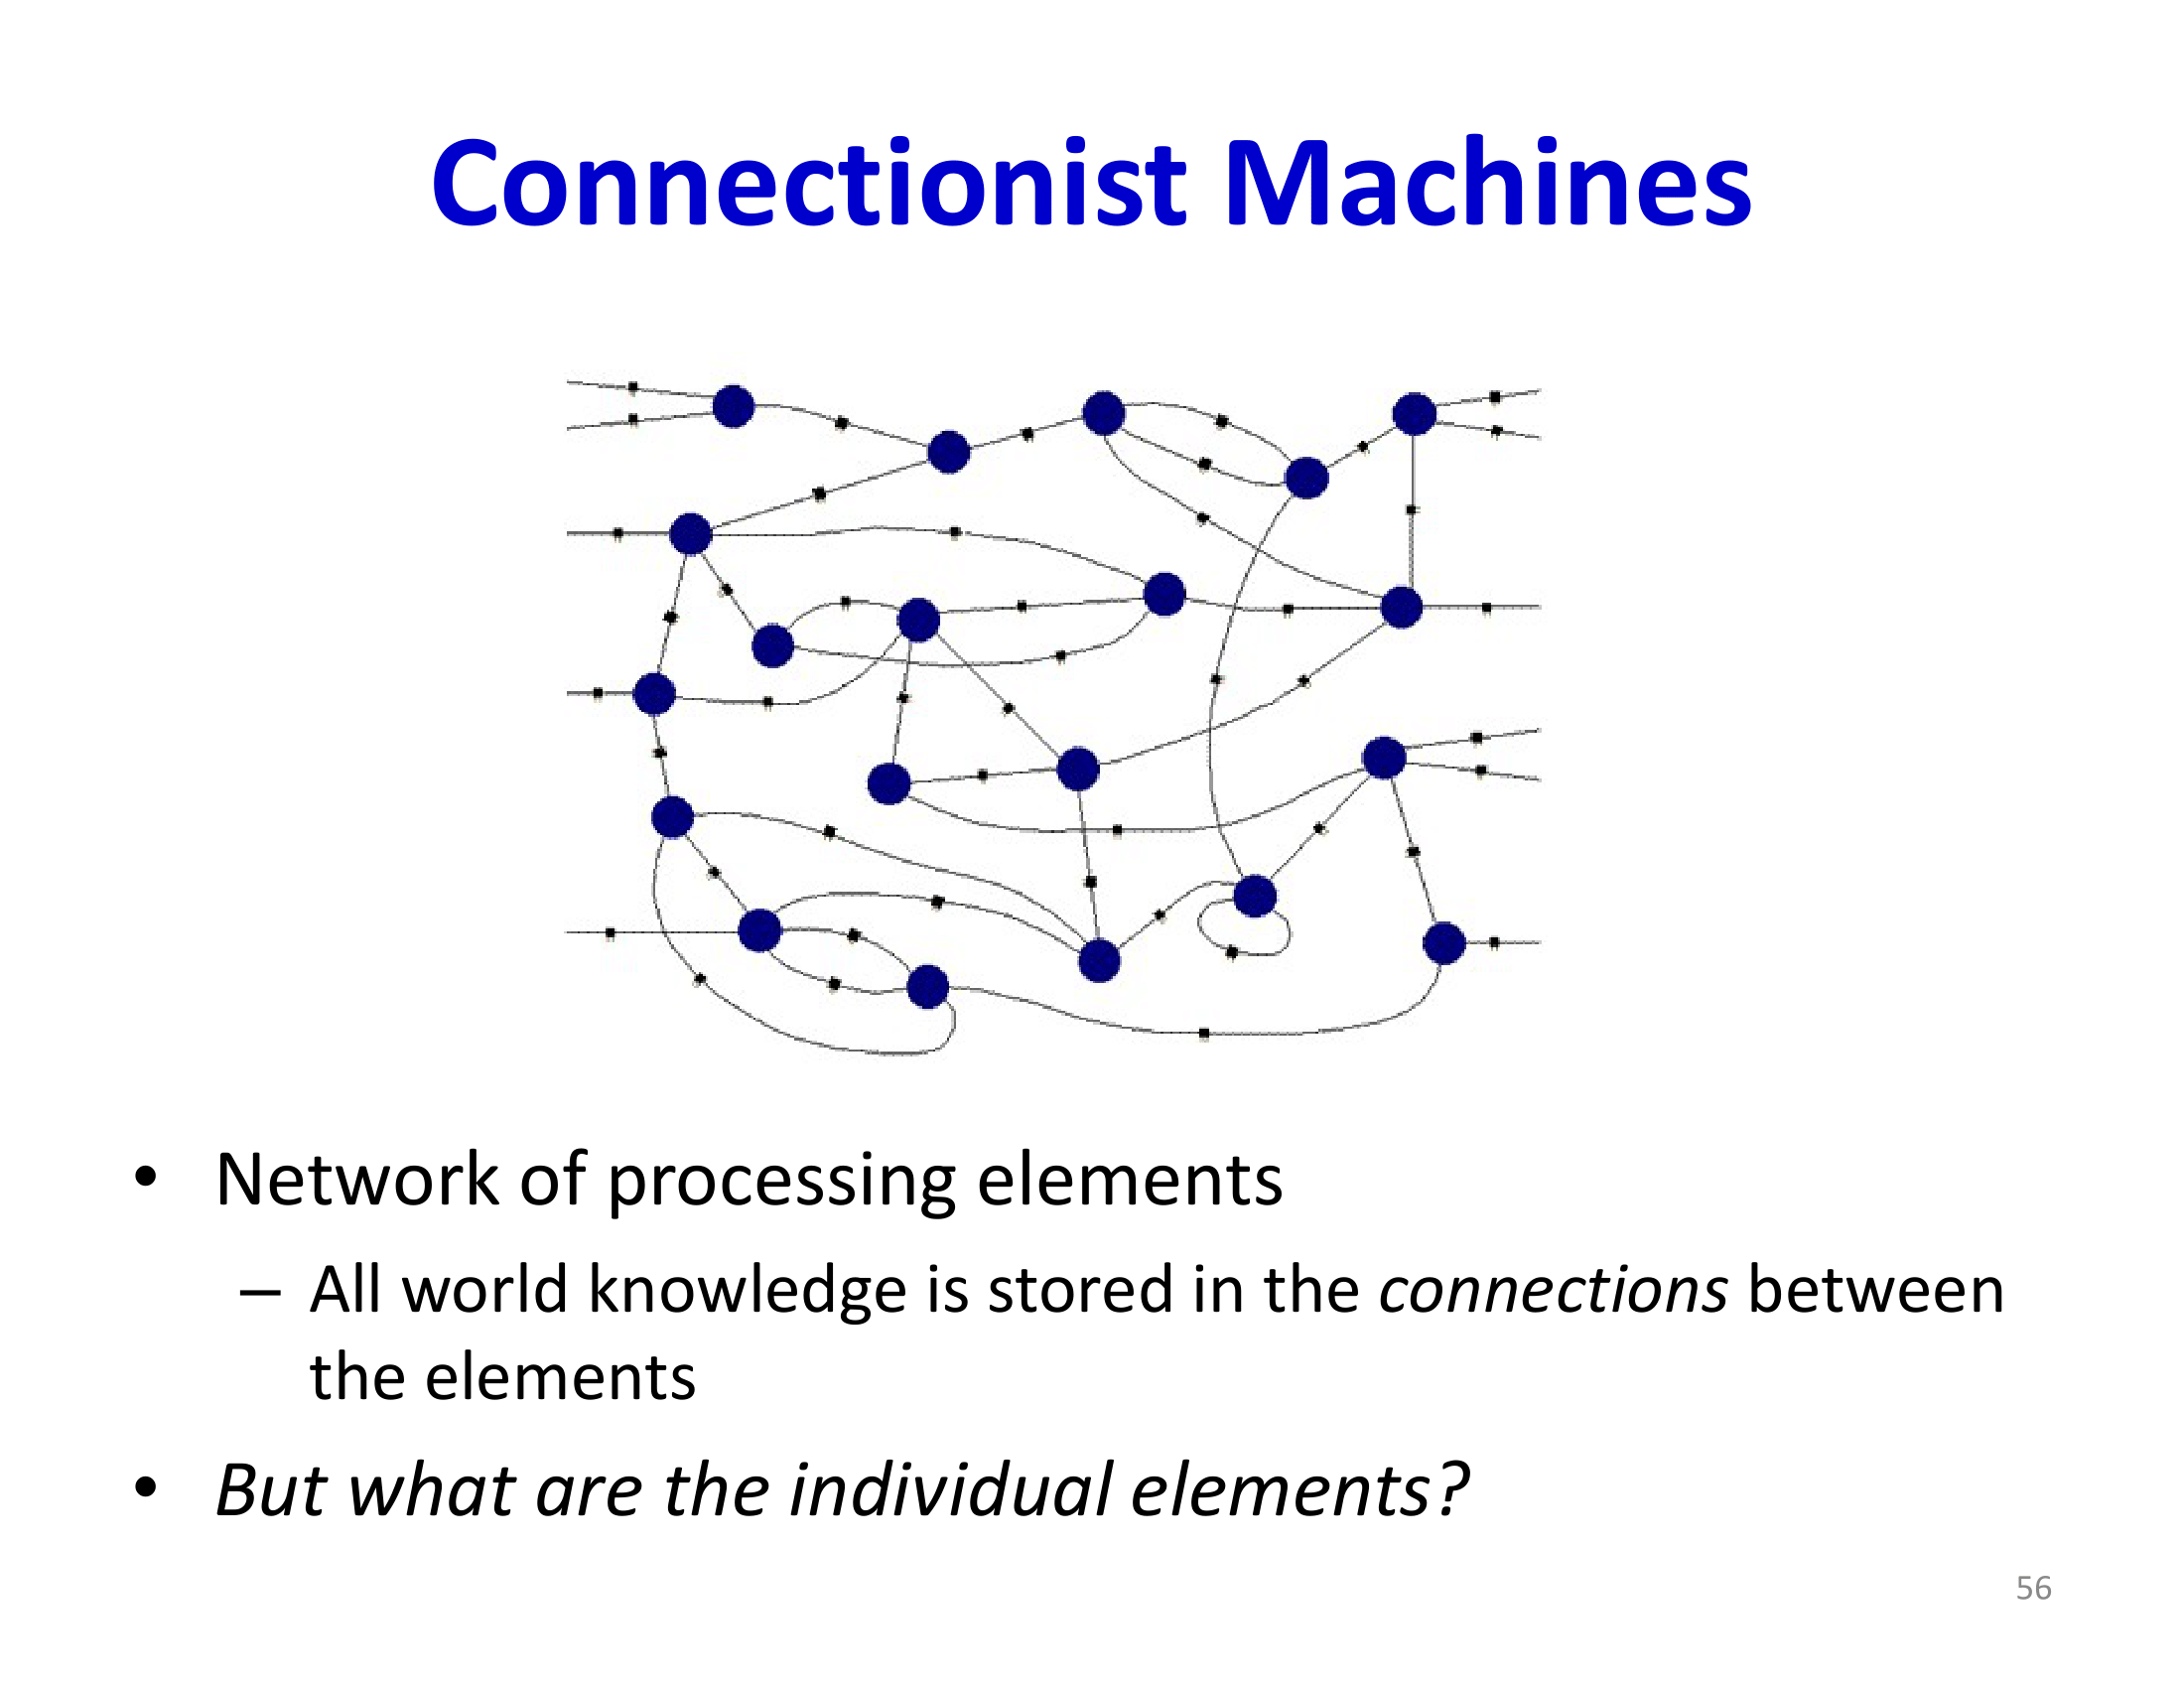 Connectionist Machines
• Network of processing elements
– All world knowledge is stored in the connections between
the elements
• But what are the individual elements?
56